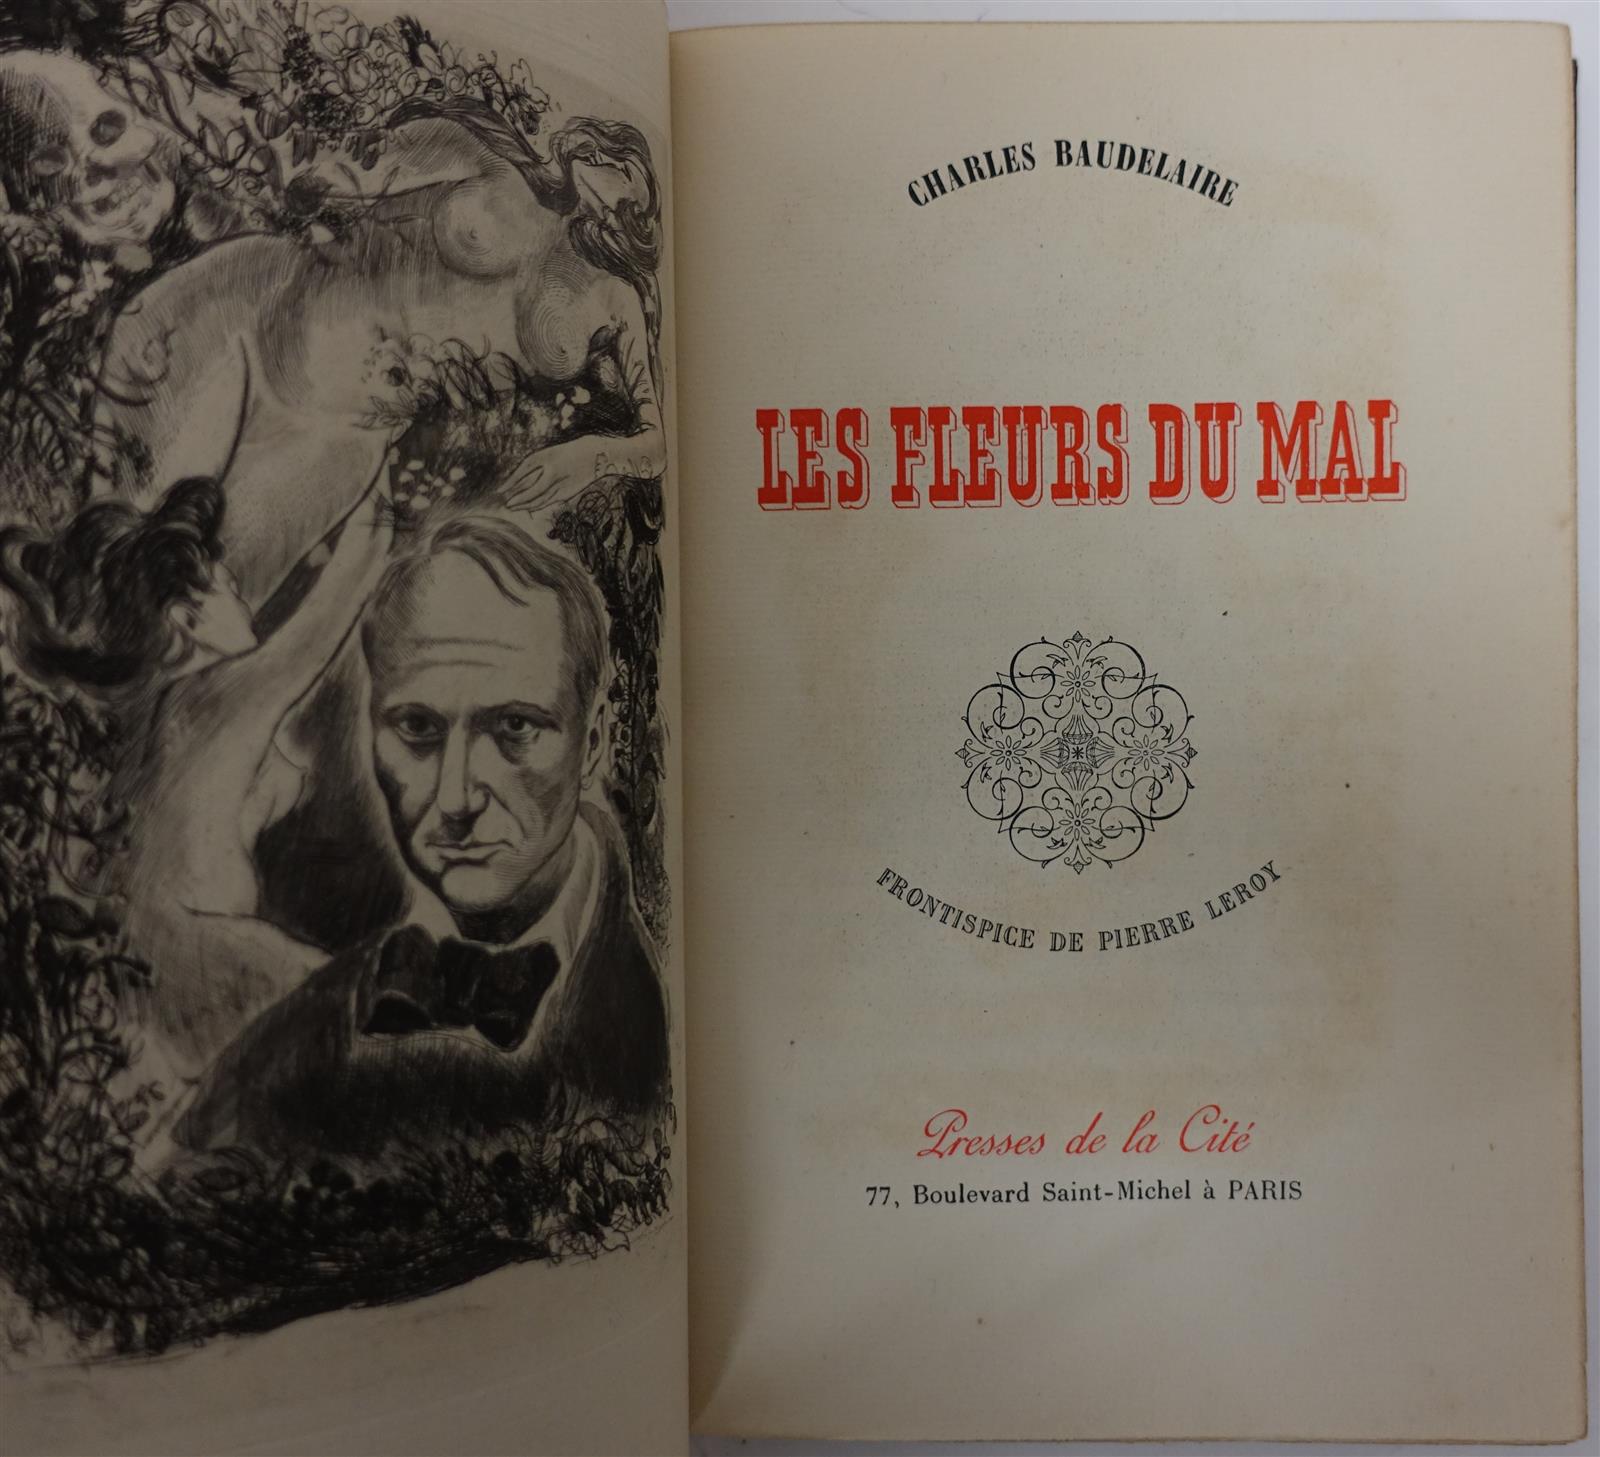 CHARLES BAUDELAIRE
LES FLEURS DU MAL
FRONTISPICE DE PIERRE LEROY
Presses de la Cité
77, Boulevard Saint-Michel à PARIS